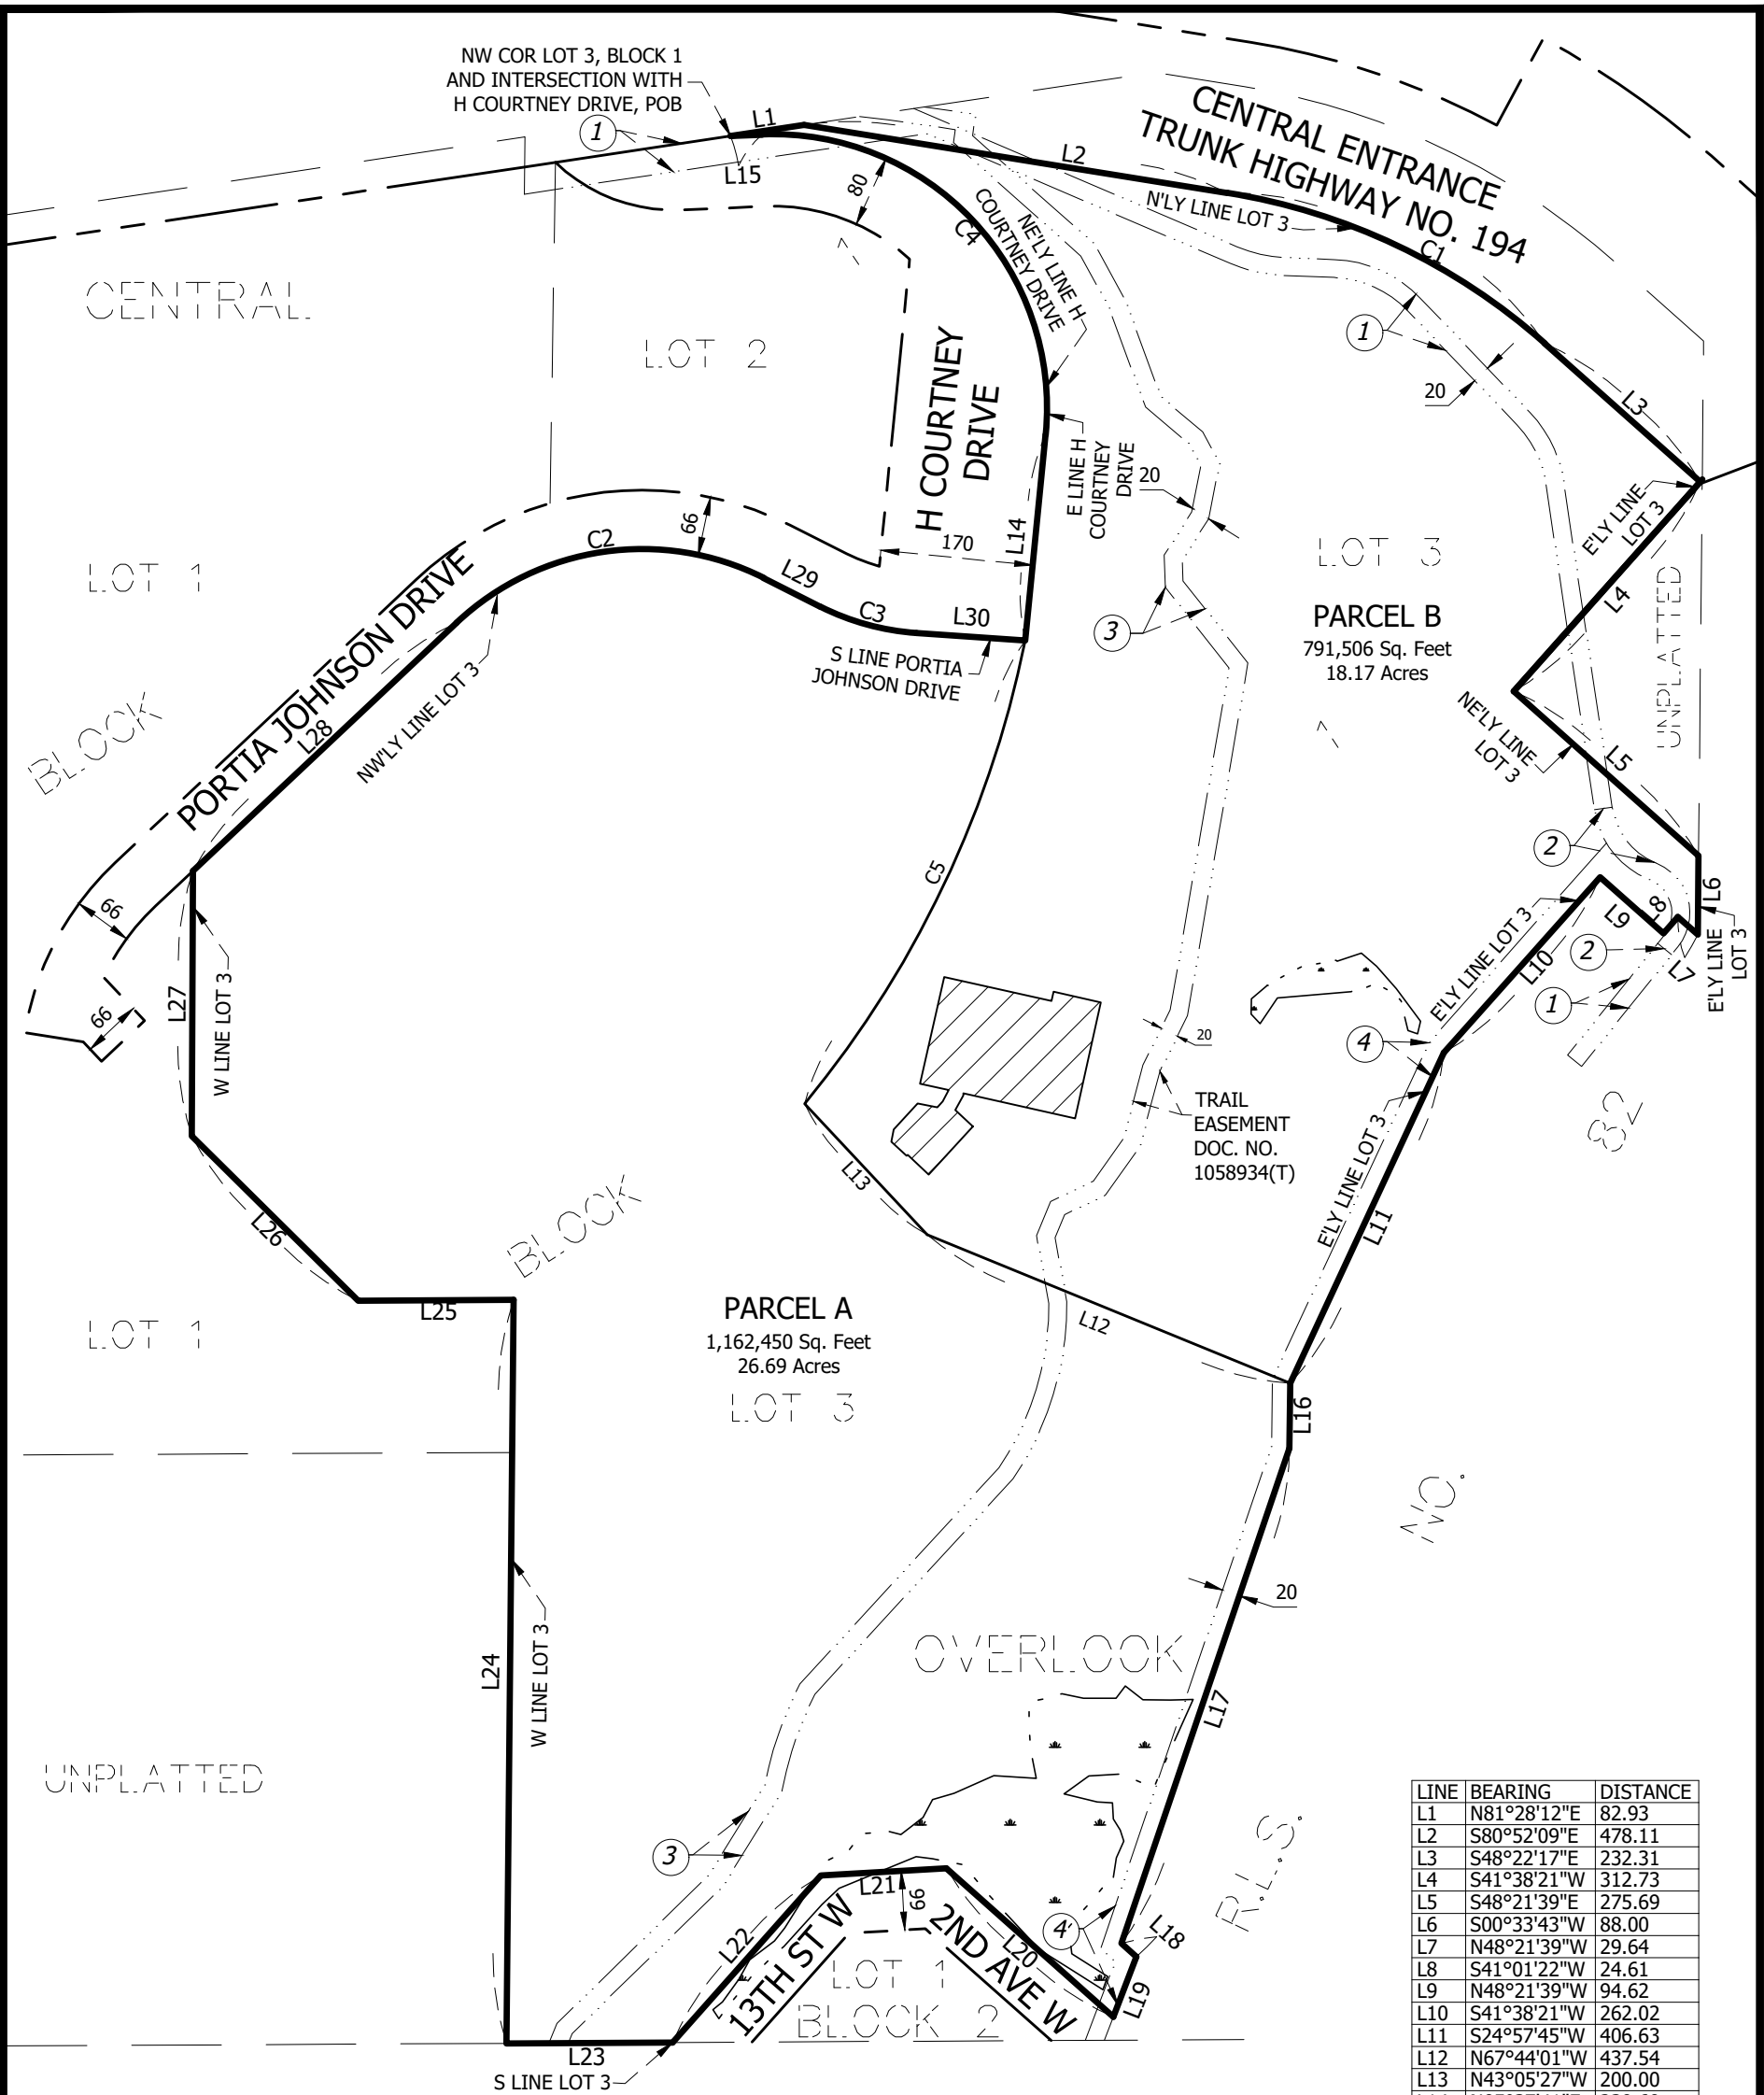 NW COR LOT 3, BLOCK 1
AND INTERSECTION WITH
H COURTNEY DRIVE, POB
1
L1
L15
80
L2
N'LY LINE LOT 3
CENTRAL ENTRANCE
TRUNK HIGHWAY NO. 194
C1
C4
NE'LY LINE H
COURTNEY DRIVE
1
20
L3
CENTRAL
LOT 2
H COURTNEY
DRIVE
E LINE H
COURTNEY
DRIVE
20
E'LY LINE
LOT 3
LOT 1
C2
66
L29
C3
L30
170
L14
LOT 3
PARCEL B
791,506 Sq. Feet
18.17 Acres
L4
UNPLATTED
3
S LINE PORTIA
JOHNSON DRIVE
PORTIA JOHNSON DRIVE
L28
NW'LY LINE LOT 3
BLOCK
NE'LY LINE
LOT 3
L5
2
C5
66
66
L27
W LINE LOT 3
L6
L8
L9
L7
E'LY LINE
LOT 3
2
1
E'LY LINE LOT 3
L10
4
20
TRAIL
EASEMENT
DOC. NO.
1058934(T)
82
E'LY LINE LOT 3
L11
L13
L26
BLOCK
L25
L12
LOT 1
PARCEL A
1,162,450 Sq. Feet
26.69 Acres
LOT 3
L16
NO.
20
L24
W LINE LOT 3
OVERLOOK
L17
UNPLATTED
R.L.S.
3
L21
66
L22
13TH ST W
2ND AVE W
L20
4
L18
L19
LOT 1
BLOCK 2
L23
S LINE LOT 3
LINE BEARING DISTANCE
L1 N81°28'12"E 82.93
L2 S80°52'09"E 478.11
L3 S48°22'17"E 232.31
L4 S41°38'21"W 312.73
L5 S48°21'39"E 275.69
L6 S00°33'43"W 88.00
L7 N48°21'39"W 29.64
L8 S41°01'22"W 24.61
L9 N48°21'39"W 94.62
L10 S41°38'21"W 262.02
L11 S24°57'45"W 406.63
L12 N67°44'01"W 437.54
L13 N43°05'27"W 200.00